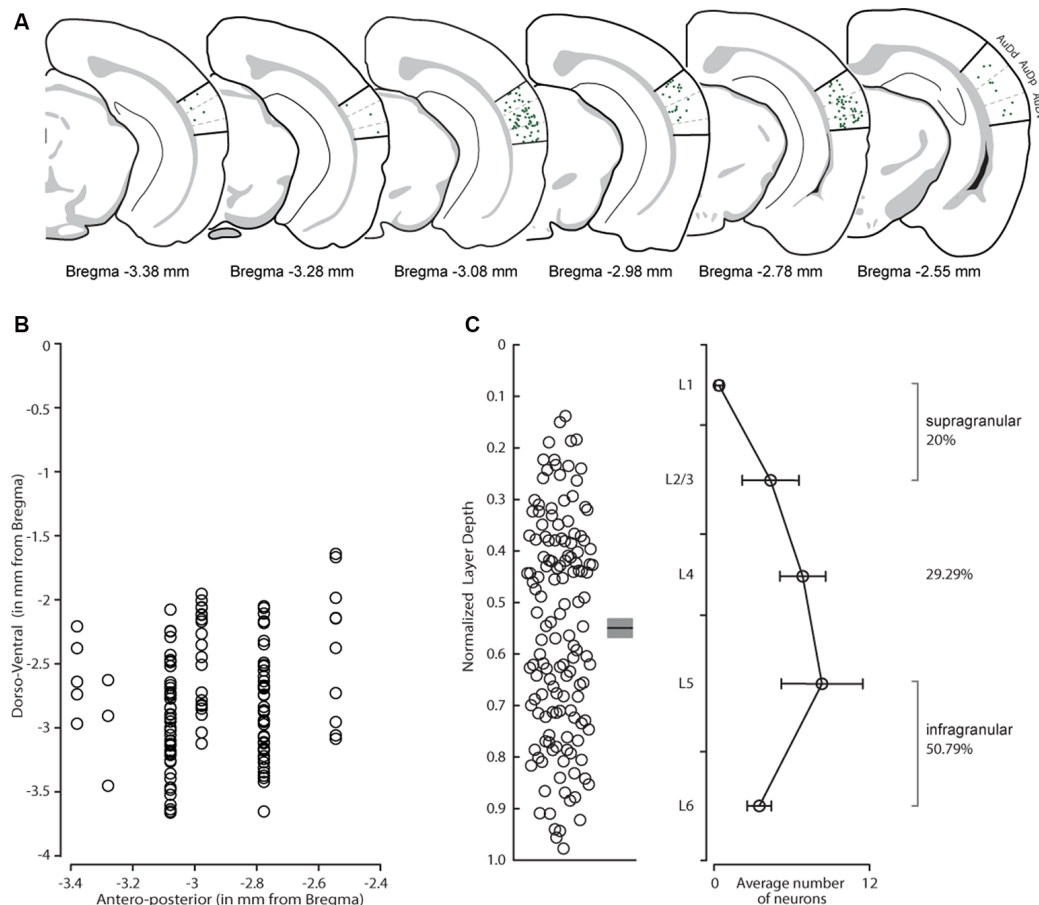 A
AuDd
AuDp
Bregma -3.38 mm
Bregma -3.28 mm
Bregma -3.08 mm
Bregma -2.98 mm
Bregma -2.78 mm
Bregma -2.55 mm
B
0
-0.5
-1
-1.5
-2
-2.5
-3
-3.5
-4
Dorso-Ventral (in mm from Bregma)
-3.4
-3.2
-3
-2.8
-2.6
-2.4
Antero-posterior (in mm from Bregma)
C
0
0.1
0.2
0.3
0.4
0.5
0.6
0.7
0.8
0.9
1.0
Normalized Layer Depth
L1
L2/3
L4
L5
L6
supragranular
20%
29.29%
infragranular
50.79%
0
12
Average number
of neurons